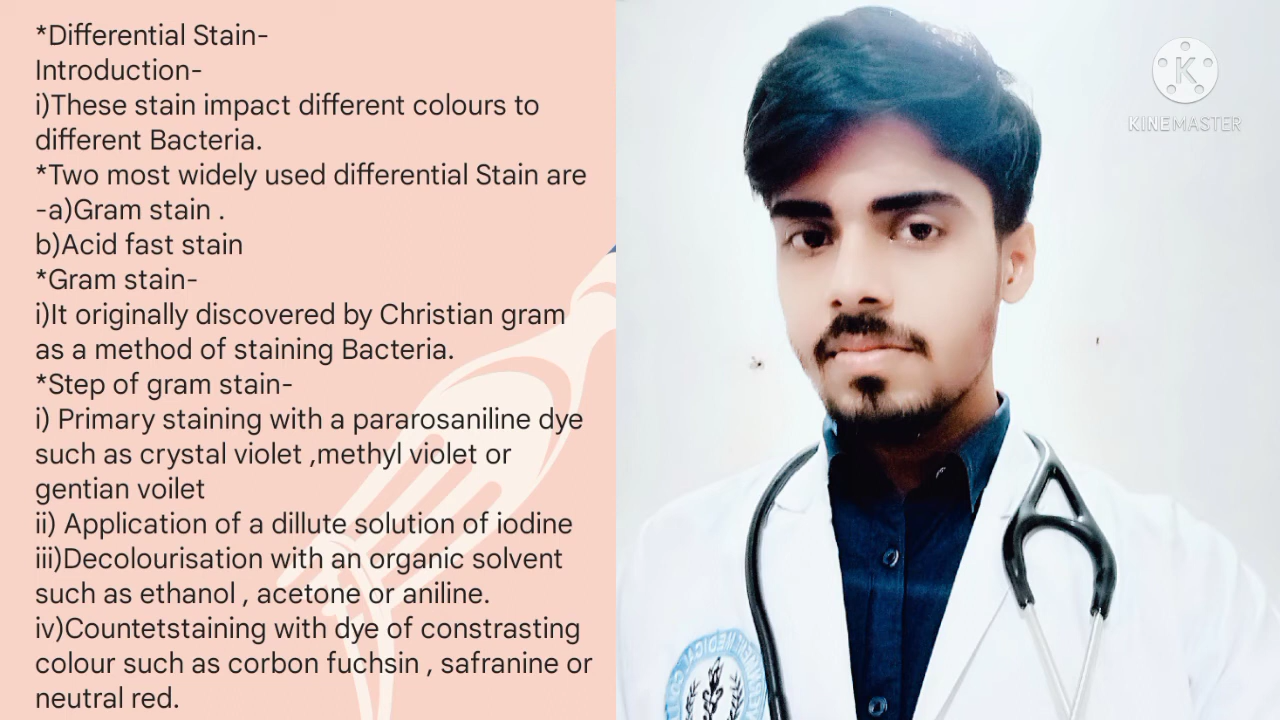 *Differential Stain-
Introduction-
i)These stain impact different colours to
different Bacteria.
*Two most widely used differential Stain are
-a)Gram stain .
b)Acid fast stain
*Gram stain-
i)It originally discovered by Christian gram
as a method of staining Bacteria.
*Step of gram stain-
i) Primary staining with a pararosaniline dye
such as crystal violet ,methyl violet or
gentian voilet
ii) Application of a dillute solution of iodine
iii)Decolourisation with an organic solvent
such as ethanol , acetone or aniline.
iv)Countetstaining with dye of constrasting
colour such as corbon fuchsin , safranine or
neutral red.
K
KINEMASTER
MEDICAL